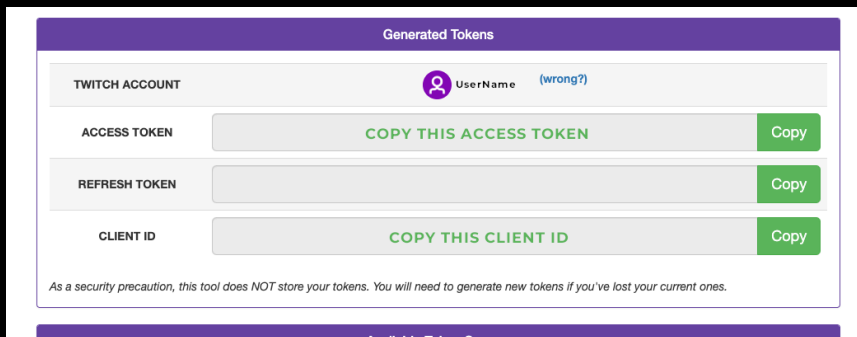 Generated Tokens
TWITCH ACCOUNT UserName (wrong?)
ACCESS TOKEN COPY THIS ACCESS TOKEN Copy
REFRESH TOKEN Copy
CLIENT ID COPY THIS CLIENT ID Copy
As a security precaution, this tool does NOT store your tokens. You will need to generate new tokens if you've lost your current ones.